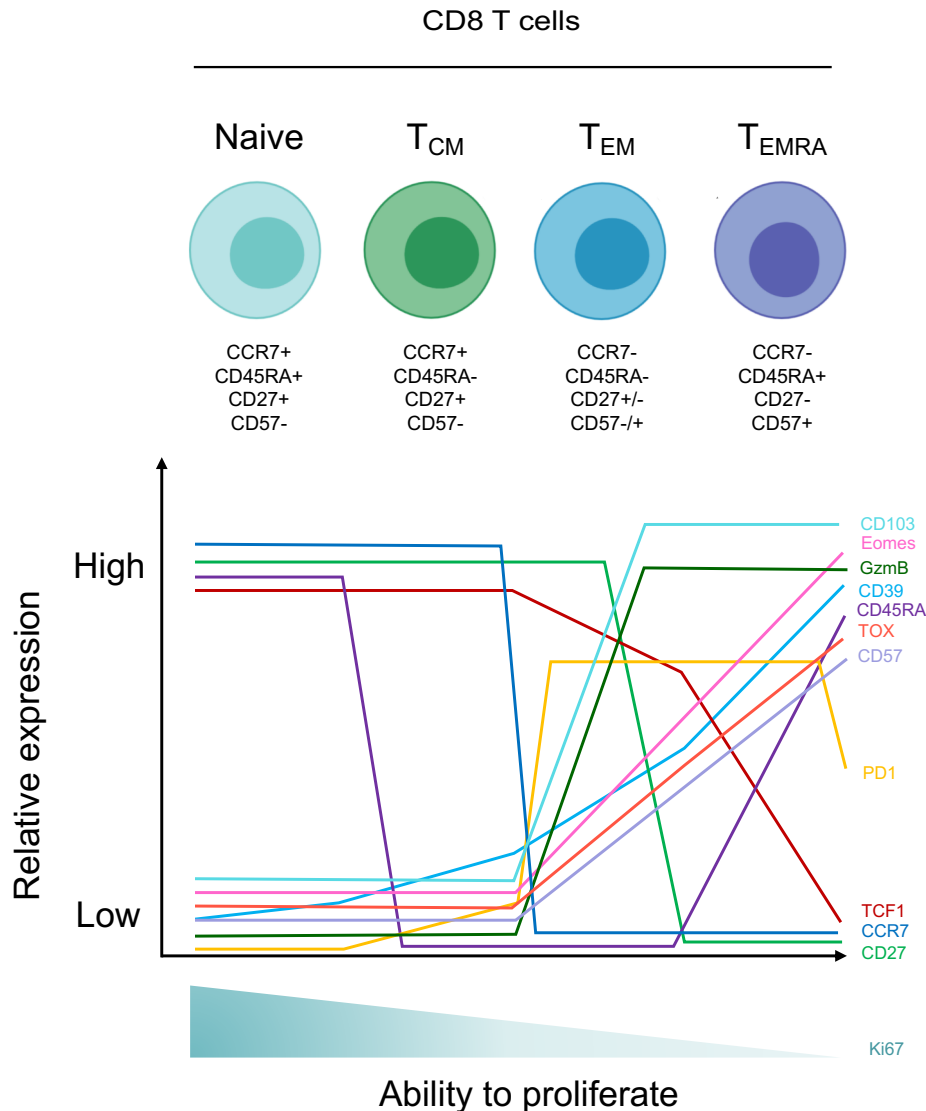 CD8 T cells
Naive
TCM
TEM
TEMRA
CCR7+
CD45RA+
CD27+
CD57-
CCR7+
CD45RA-
CD27+
CD57-
CCR7-
CD45RA-
CD27+/-
CD57-/+
CCR7-
CD45RA+
CD27-
CD57+
Relative expression
High
Low
CD103
Eomes
GzmB
CD39
CD45RA
TOX
CD57
PD1
TCF1
CCR7
CD27
Ki67
Ability to proliferate